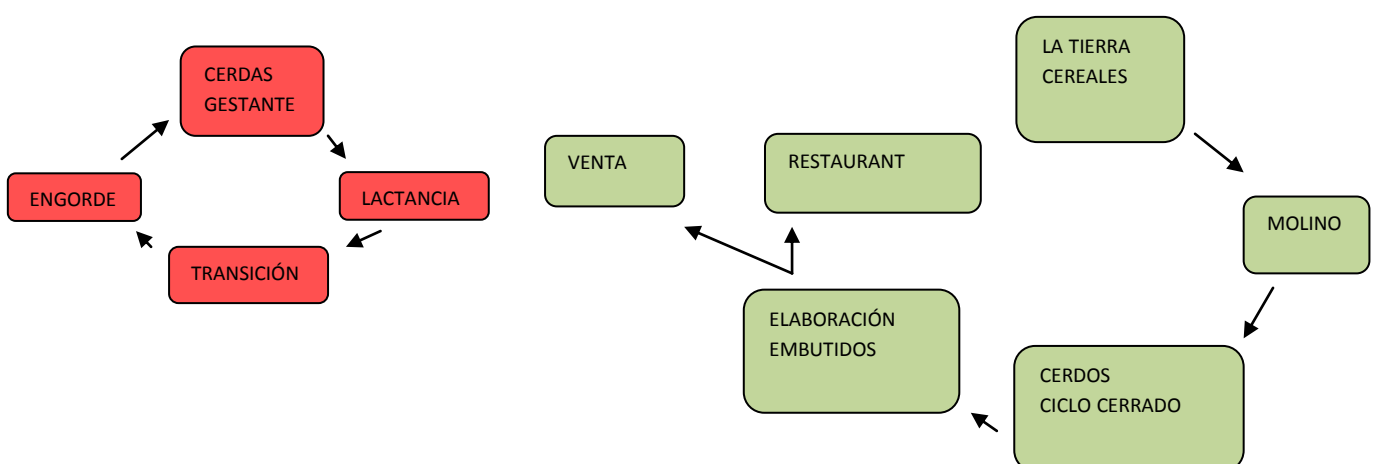 CERDAS
GESTANTE
LACTANCIA
TRANSICIÓN
ENGORDE
LA TIERRA
CEREALES
MOLINO
CERDOS
CICLO CERRADO
ELABORACIÓN
EMBUTIDOS
VENTA
RESTAURANT